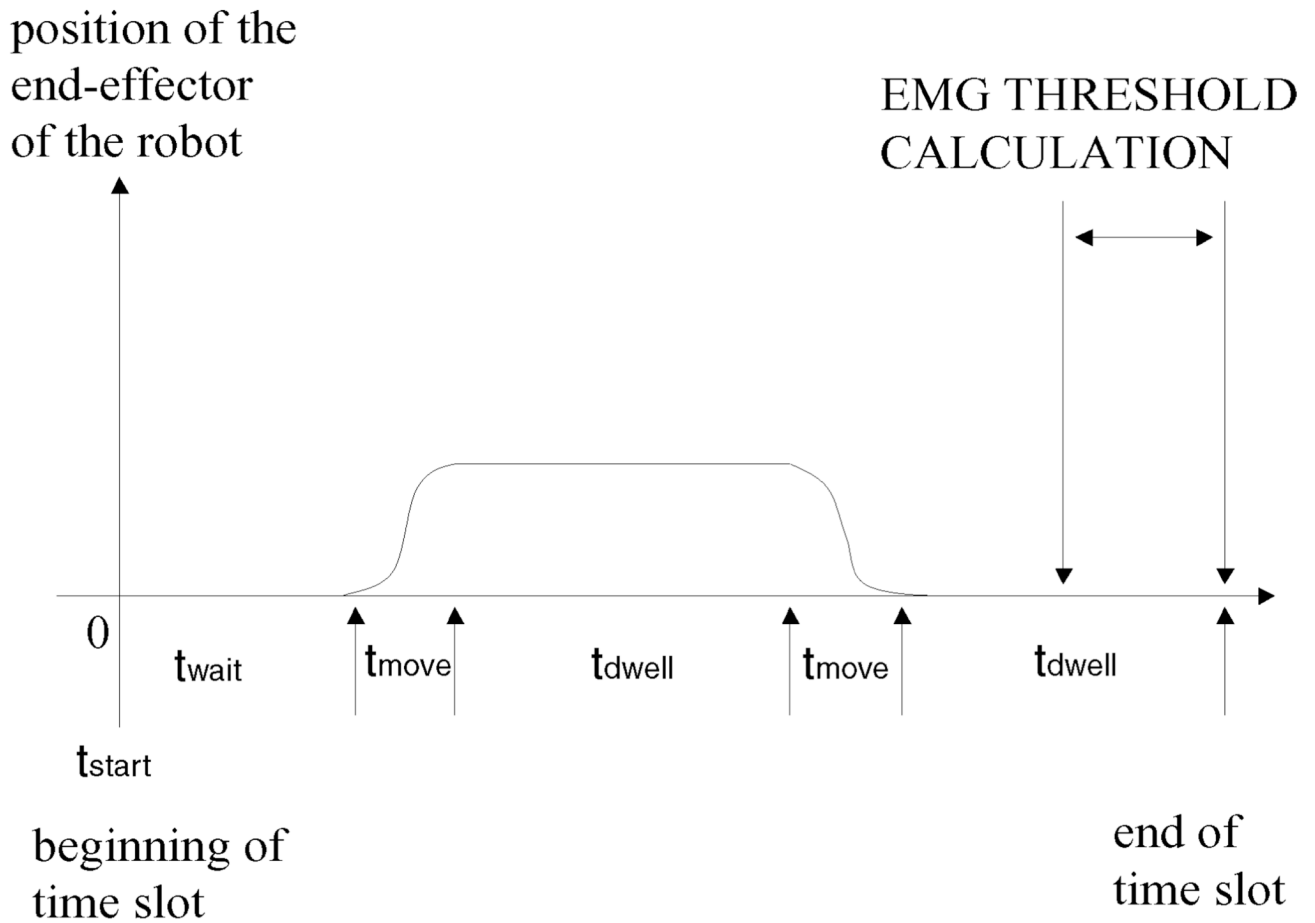 position of the
end-effector
of the robot
EMG THRESHOLD
CALCULATION
0
twait
tmove
tdwell
tmove
tdwell
tstart
beginning of
time slot
end of
time slot